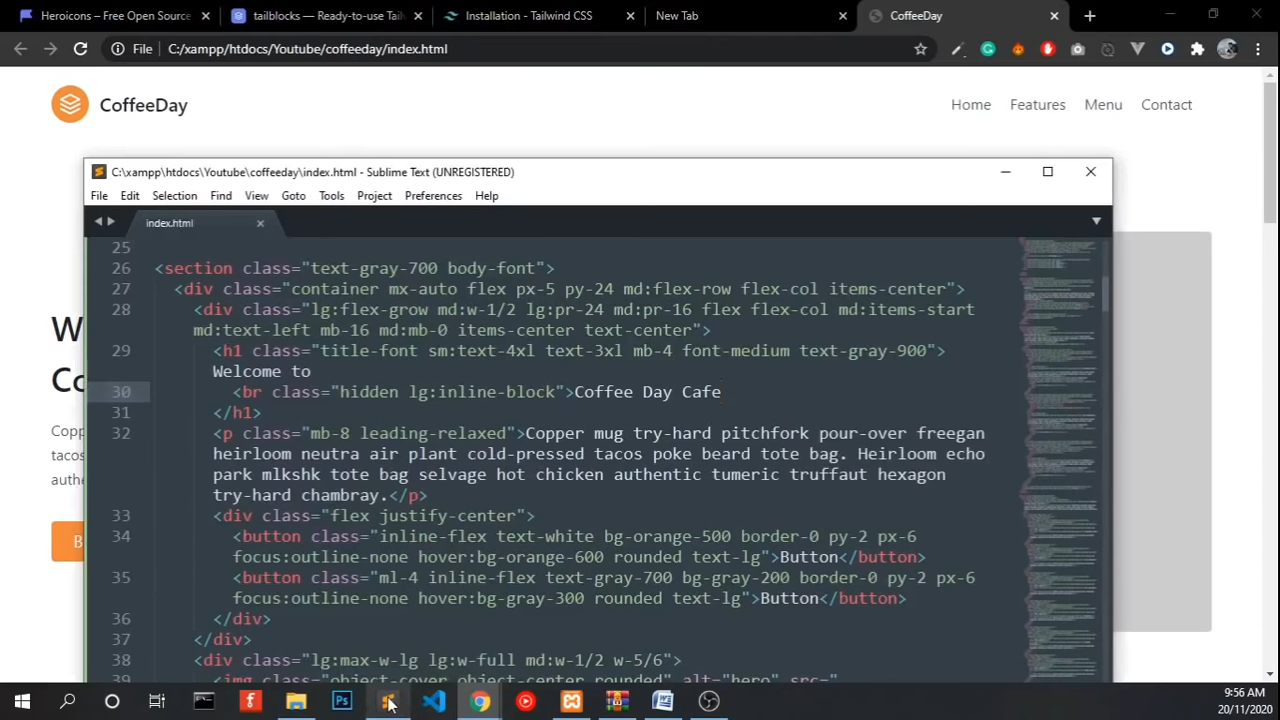 Heroicons – Free Open Source
tailblocks — Ready-to-use Tail
Installation - Tailwind CSS
New Tab
CoffeeDay
File
C:/xampp/htdocs/Youtube/coffeeday/index.html
CoffeeDay
Home Features Menu Contact
C:\xampp\htdocs\Youtube\coffeeday\index.html - Sublime Text (UNREGISTERED)
File Edit Selection Find View Goto Tools Project Preferences Help
index.html
25
26 <section class="text-gray-700 body-font">
27 <div class="container mx-auto flex px-5 py-24 md:flex-row flex-col items-center">
28 <div class="lg:flex-grow md:w-1/2 lg:pr-24 md:pr-16 flex flex-col md:items-start
md:text-left mb-16 md:mb-0 items-center text-center">
29 <h1 class="title-font sm:text-4xl text-3xl mb-4 font-medium text-gray-900">
Welcome to
30 <br class="hidden lg:inline-block">Coffee Day Cafe
31 </h1>
32 <p class="mb-8 leading-relaxed">Copper mug try-hard pitchfork pour-over freegan
heirloom neutra air plant cold-pressed tacos poke beard tote bag. Heirloom echo
park mlkshk tote bag selvage hot chicken authentic tumeric truffaut hexagon
try-hard chambray.</p>
33 <div class="flex justify-center">
34 <button class="inline-flex text-white bg-orange-500 border-0 py-2 px-6
focus:outline-none hover:bg-orange-600 rounded text-lg">Button</button>
35 <button class="ml-4 inline-flex text-gray-700 bg-gray-200 border-0 py-2 px-6
focus:outline-none hover:bg-gray-300 rounded text-lg">Button</button>
36 </div>
37 </div>
38 <div class="lg:max-w-lg lg:w-full md:w-1/2 w-5/6">
W
Co
Copp
tacos
authe
B
9:56 AM
20/11/2020